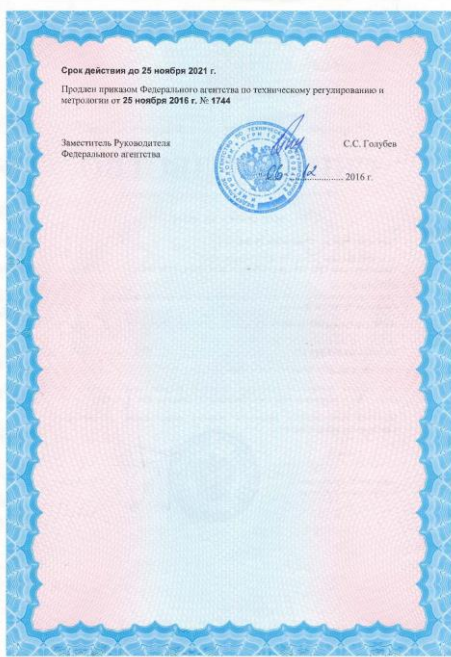 Срок действия до 25 ноября 2021 г.
Продлен приказом Федерального агентства по техническому регулированию и
метрологии от 25 ноября 2016 г. № 1744
Заместитель Руководителя
Федерального агентства
С.С. Голубев
06 12 2016 г.